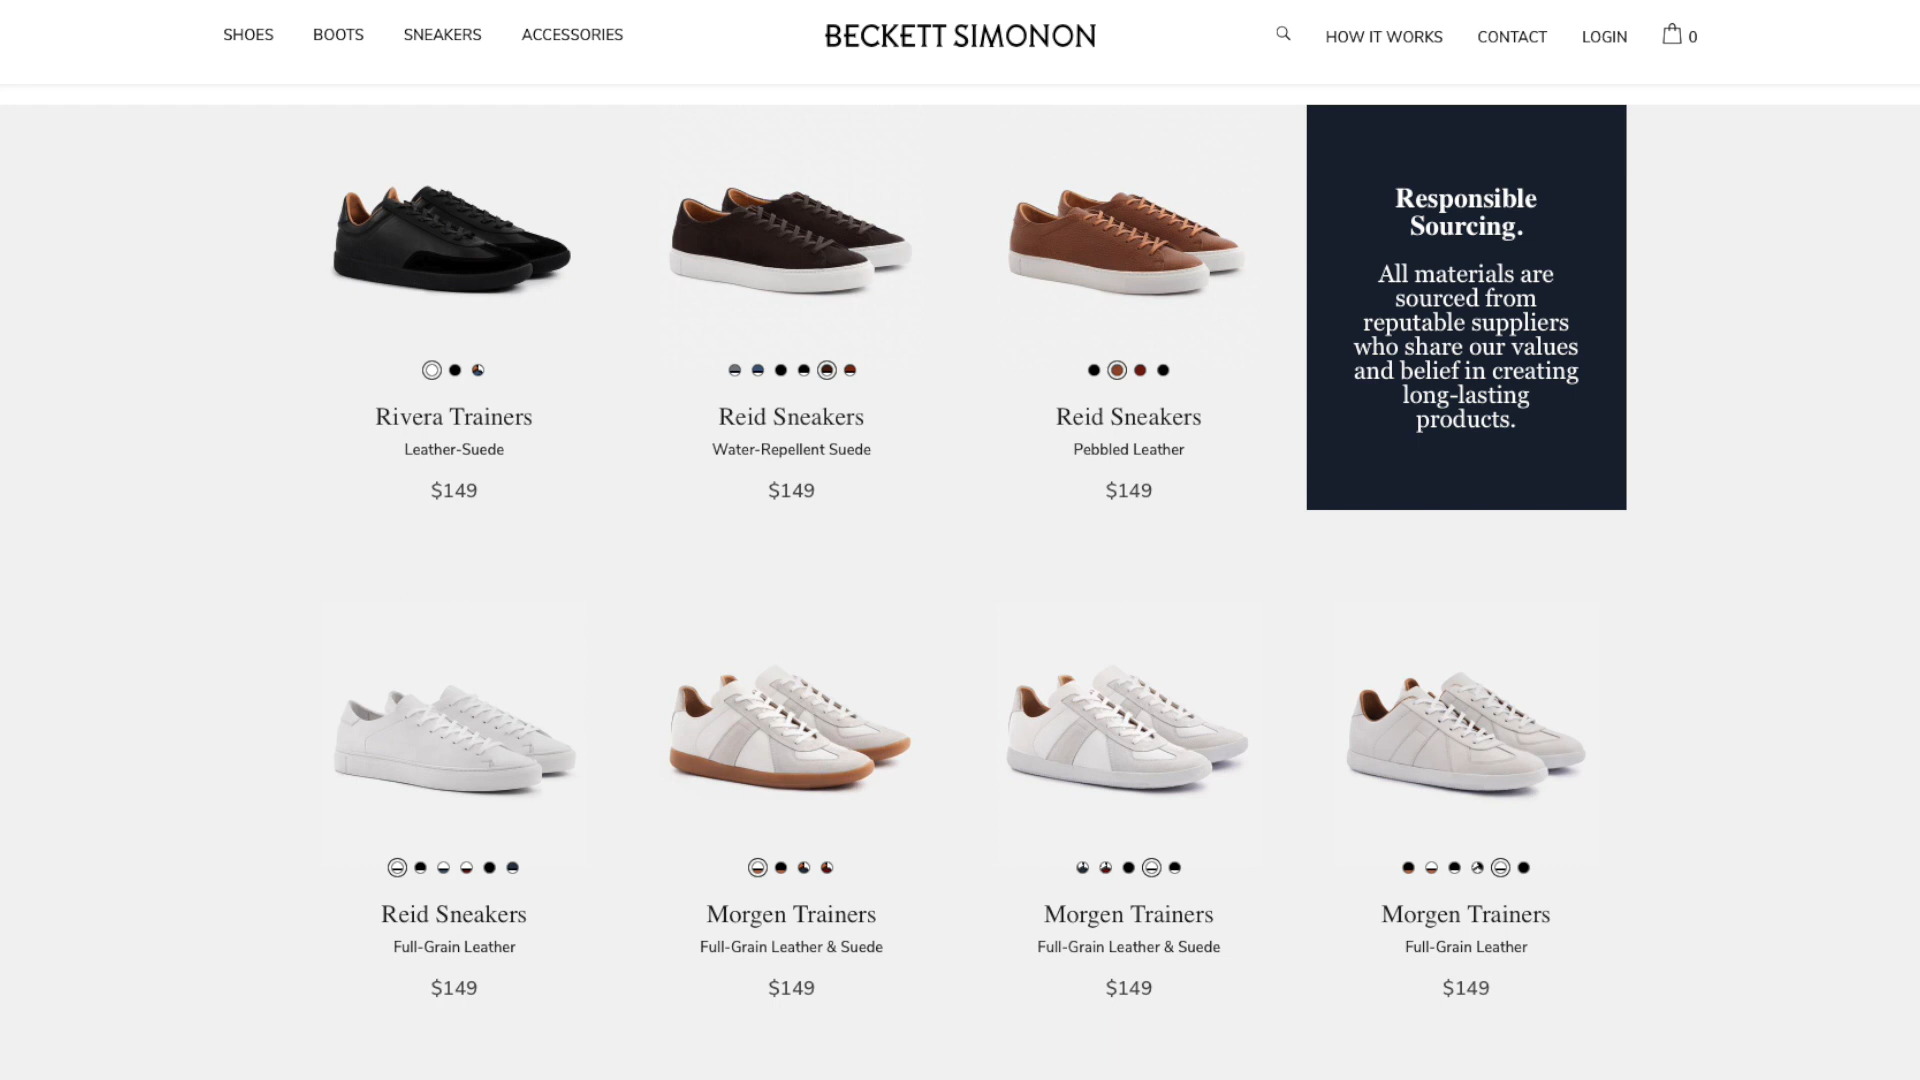 SHOES BOOTS SNEAKERS ACCESSORIES BECKETT SIMONON HOW IT WORKS CONTACT LOGIN 0
Rivera Trainers
Leather-Suede
$149
Reid Sneakers
Water-Repellent Suede
$149
Reid Sneakers
Pebbled Leather
$149
Responsible
Sourcing.
All materials are
sourced from
reputable suppliers
who share our values
and belief in creating
long-lasting
products.
Reid Sneakers
Full-Grain Leather
$149
Morgen Trainers
Full-Grain Leather & Suede
$149
Morgen Trainers
Full-Grain Leather & Suede
$149
Morgen Trainers
Full-Grain Leather
$149